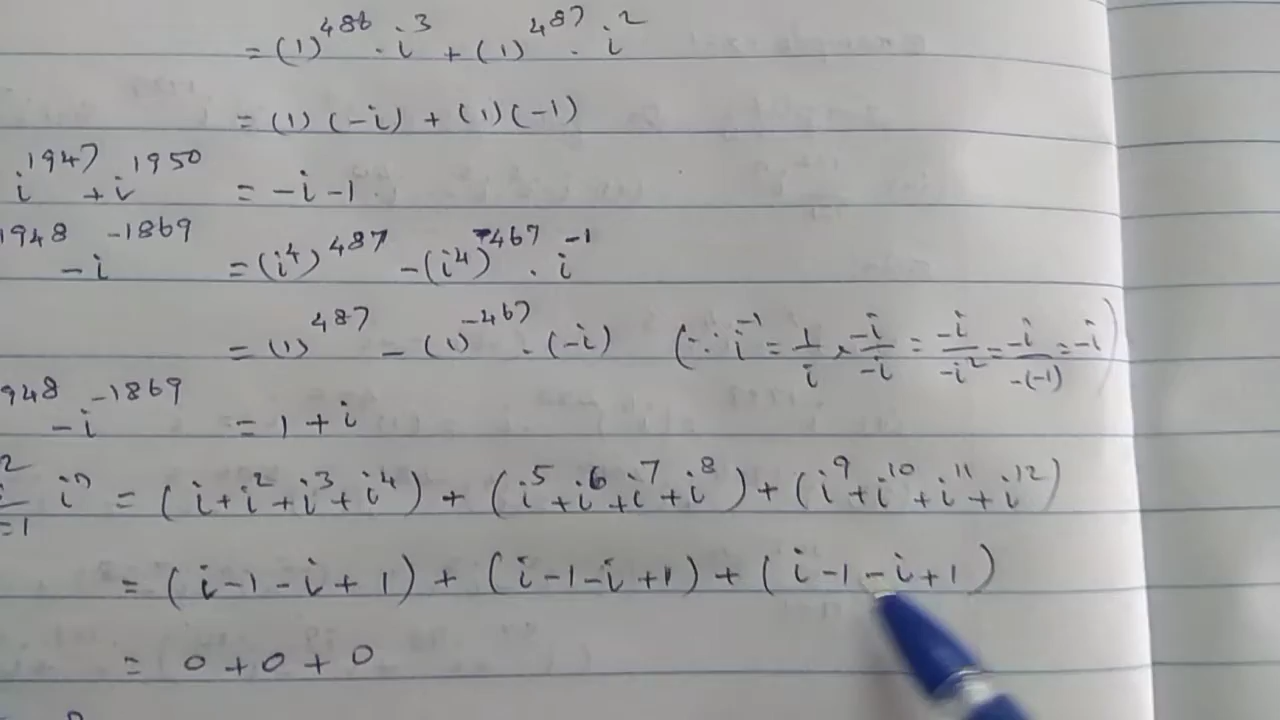 = (1)^486 · i^3 + (1)^487 · i^2
= (1) (-i) + (1) (-1)
i^1947 + i^1950 = -i - 1
1948 - i^-1869 = (i^4)^487 - (i^4)^-467 · i^-1
= (1)^487 - (1)^-467 · (-i) (∵ i^-1 = 1/i × -i/-i = -i/-i^2 = -i/-(-1) = -i)
948 - i^-1869 = 1 + i
2 =1 i^n = (i + i^2 + i^3 + i^4) + (i^5 + i^6 + i^7 + i^8) + (i^9 + i^10 + i^11 + i^12)
= (i - 1 - i + 1) + (i - 1 - i + 1) + (i - 1 - i + 1)
= 0 + 0 + 0